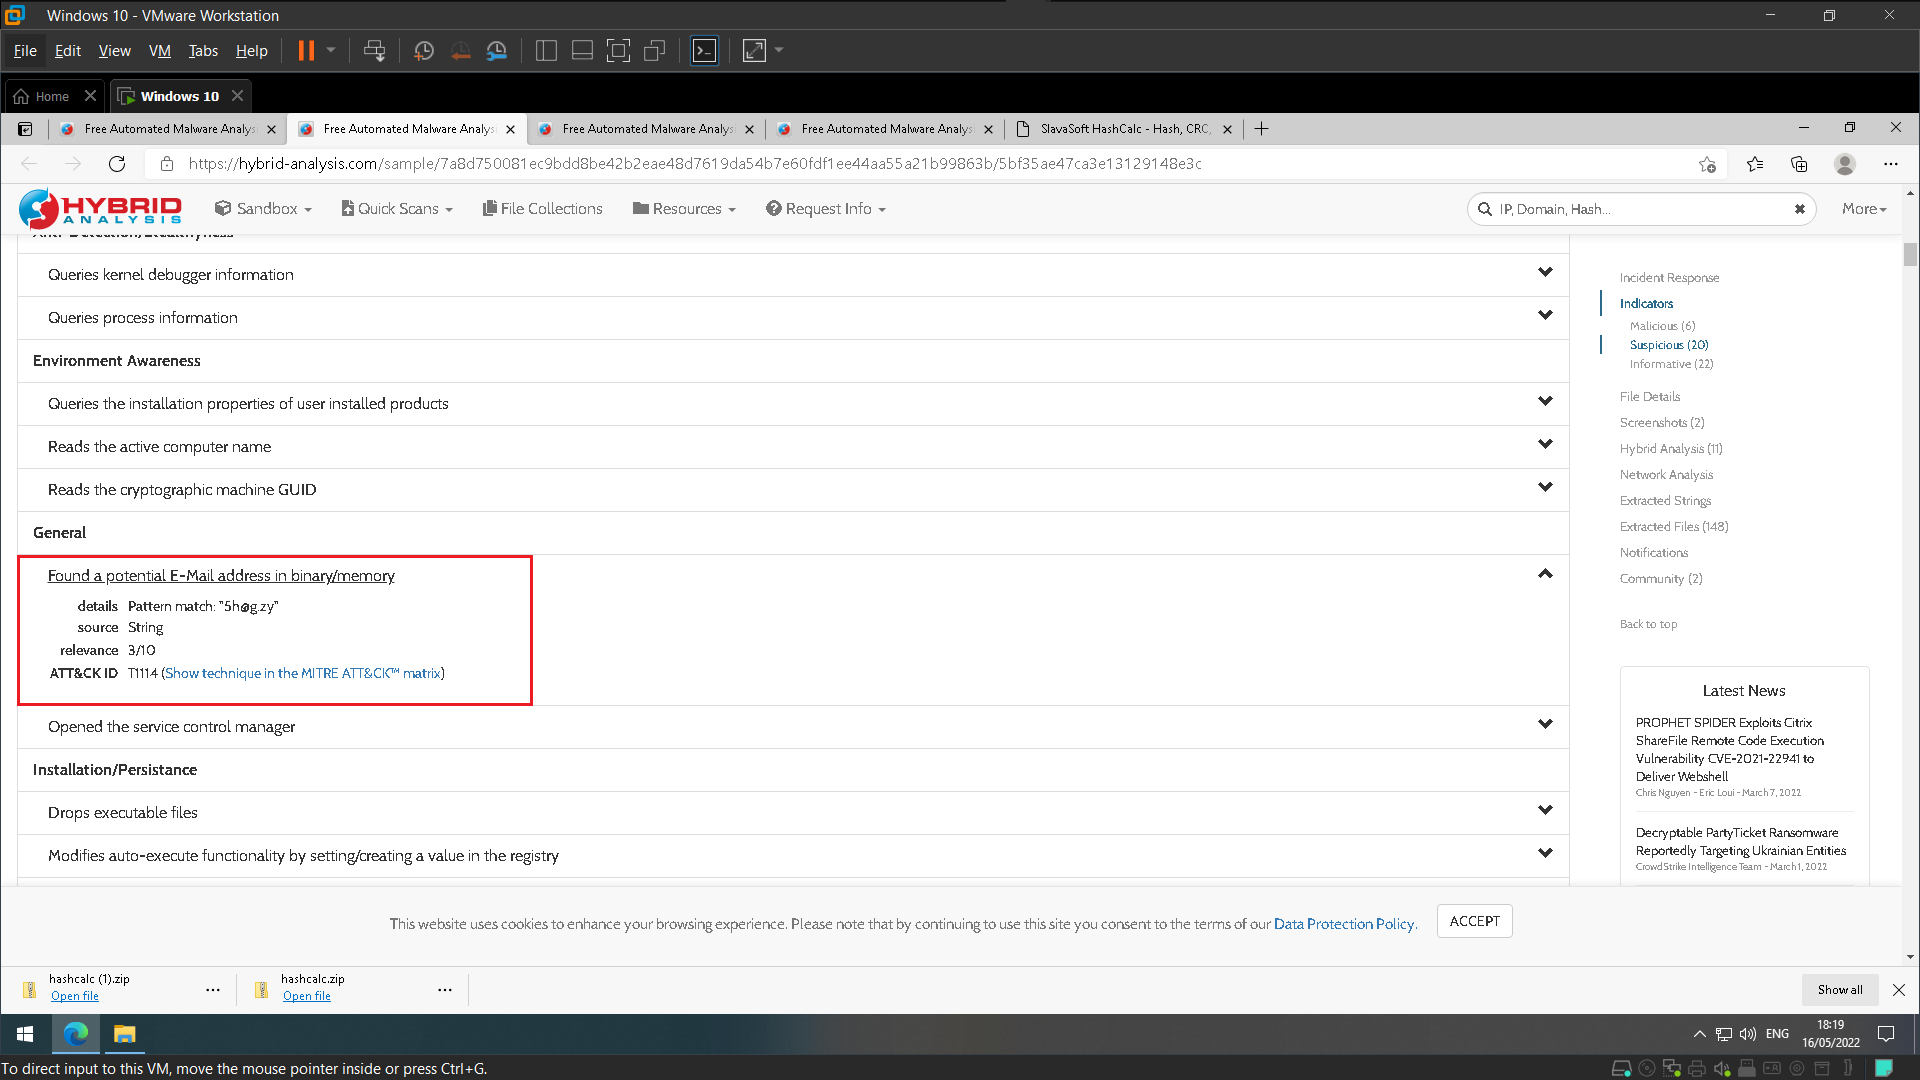 Windows 10 - VMware Workstation
File Edit View VM Tabs Help
Home Windows 10
Free Automated Malware Analys Free Automated Malware Analys Free Automated Malware Analys Free Automated Malware Analys SlavaSoft HashCalc - Hash, CRC,
https://hybrid-analysis.com/sample/7a8d750081ec9bdd8be42b2eae48d7619da54b7e60fdf1ee44aa55a21b99863b/5bf35ae47ca3e13129148e3c
HYBRID ANALYSIS Sandbox Quick Scans File Collections Resources Request Info IP, Domain, Hash... More
Queries kernel debugger information
Queries process information
Environment Awareness
Queries the installation properties of user installed products
Reads the active computer name
Reads the cryptographic machine GUID
General
Found a potential E-Mail address in binary/memory
details Pattern match: "5h@g.zy"
source String
relevance 3/10
ATT&CK ID T1114 (Show technique in the MITRE ATT&CK™ matrix)
Opened the service control manager
Installation/Persistance
Drops executable files
Modifies auto-execute functionality by setting/creating a value in the registry
Incident Response
Indicators
Malicious (6)
Suspicious (20)
Informative (22)
File Details
Screenshots (2)
Hybrid Analysis (11)
Network Analysis
Extracted Strings
Extracted Files (148)
Notifications
Community (2)
Back to top
Latest News
PROPHET SPIDER Exploits Citrix
ShareFile Remote Code Execution
Vulnerability CVE-2021-22941 to
Deliver Webshell
Chris Nguyen - Eric Loui - March 7, 2022
Decryptable PartyTicket Ransomware
Reportedly Targeting Ukrainian Entities
CrowdStrike Intelligence Team - March 1, 2022
This website uses cookies to enhance your browsing experience. Please note that by continuing to use this site you consent to the terms of our Data Protection Policy. ACCEPT
hashcalc (1).zip
Open file
hashcalc.zip
Open file
Show all
ENG
18:19
16/05/2022
To direct input to this VM, move the mouse pointer inside or press Ctrl+G.